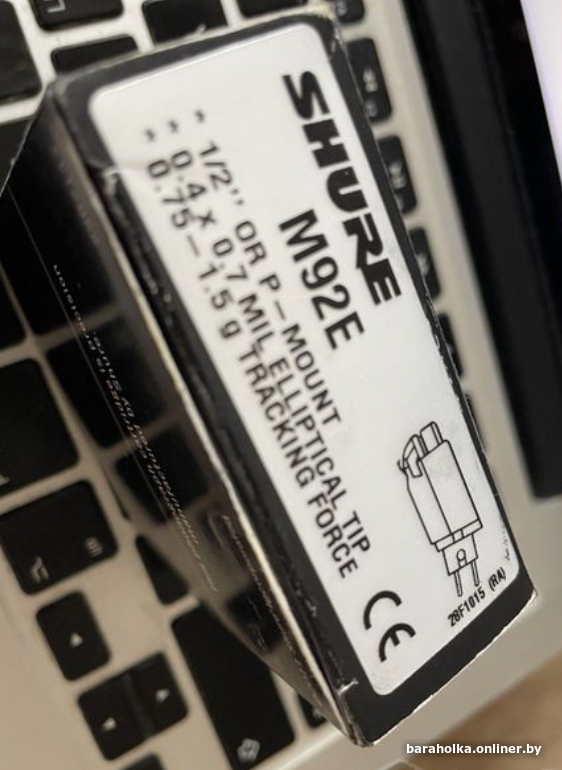 SHURE
M92E
- 1/2'' OR P-MOUNT
- 0.4 x 0.7 MIL ELLIPTICAL TIP
- 0.75-1.5 g TRACKING FORCE
CE
28F1015 (RA)
baraholka.onliner.by